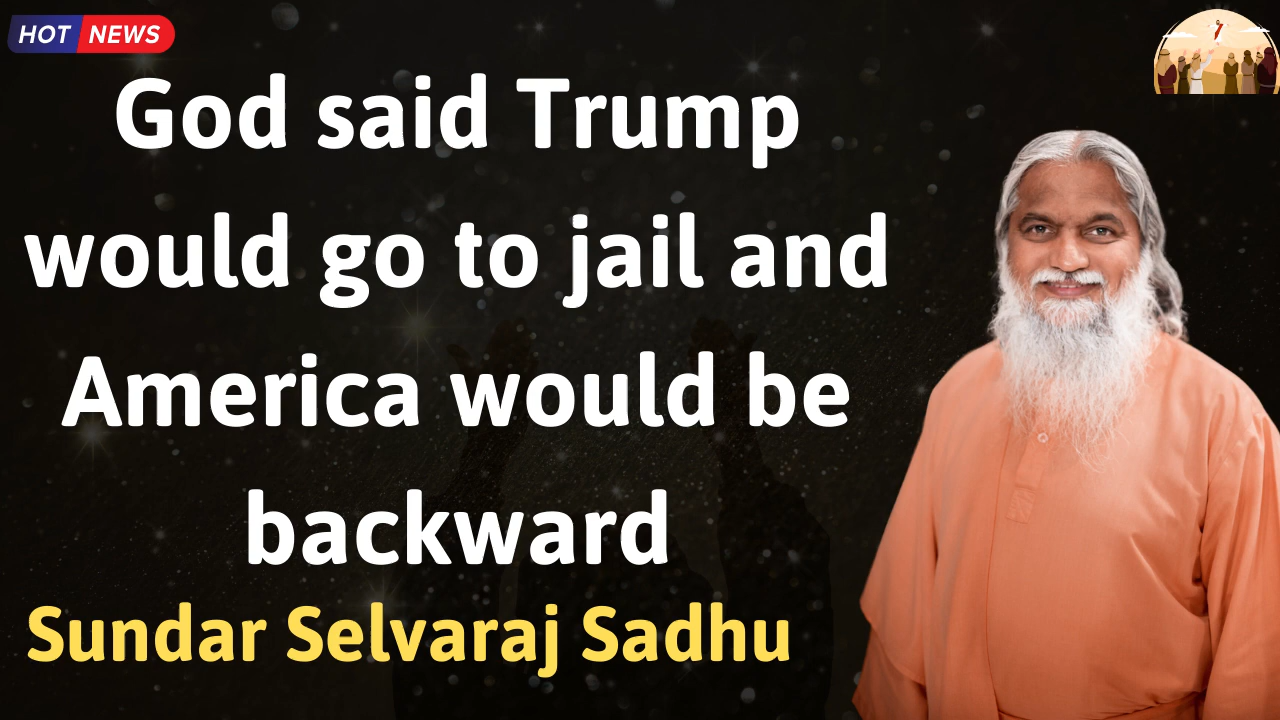 HOT NEWS
God said Trump
would go to jail and
America would be
backward
Sundar Selvaraj Sadhu